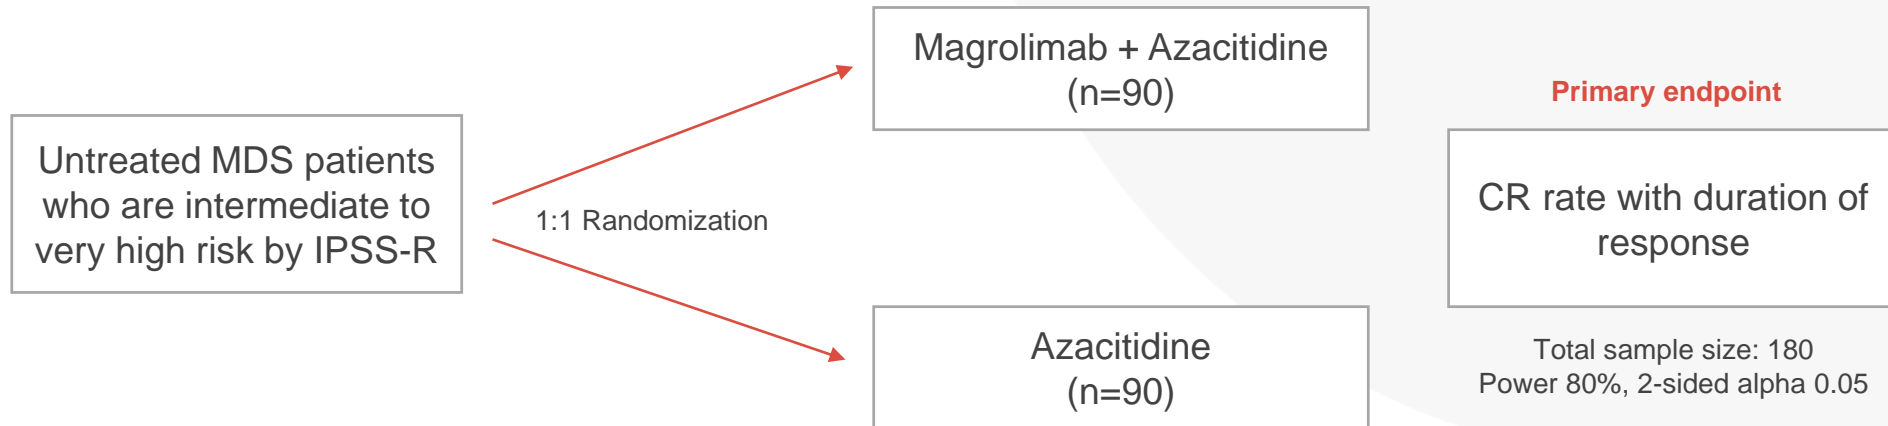 Untreated MDS patients
who are intermediate to
very high risk by IPSS-R
1:1 Randomization
Magrolimab + Azacitidine
(n=90)
Azacitidine
(n=90)
Primary endpoint
CR rate with duration of
response
Total sample size: 180
Power 80%, 2-sided alpha 0.05